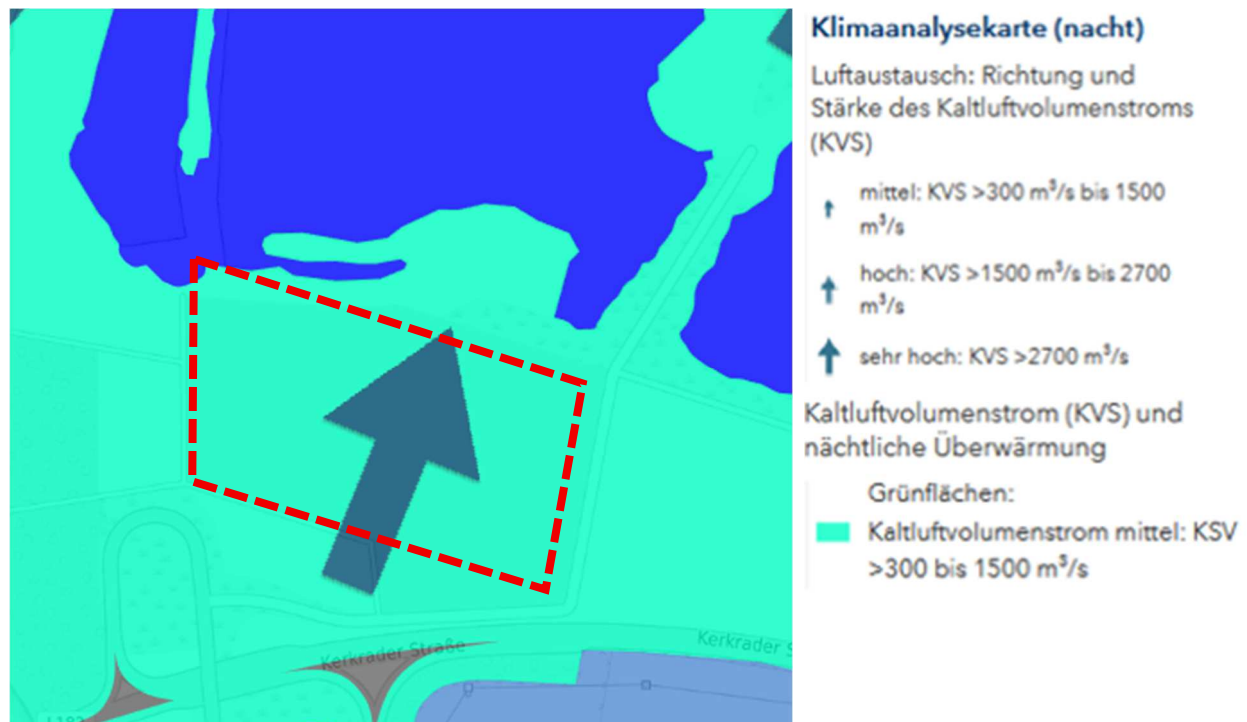 Klimaanalysekarte (nacht)
Luftaustausch: Richtung und
Stärke des Kaltluftvolumenstroms
(KVS)
mittel: KVS >300 m³/s bis 1500
m³/s
hoch: KVS >1500 m³/s bis 2700
m³/s
sehr hoch: KVS >2700 m³/s
Kaltluftvolumenstrom (KVS) und
nächtliche Überwärmung
Grünflächen:
Kaltluftvolumenstrom mittel: KSV
>300 bis 1500 m³/s
Kerkrader Straße
Kerkrader S